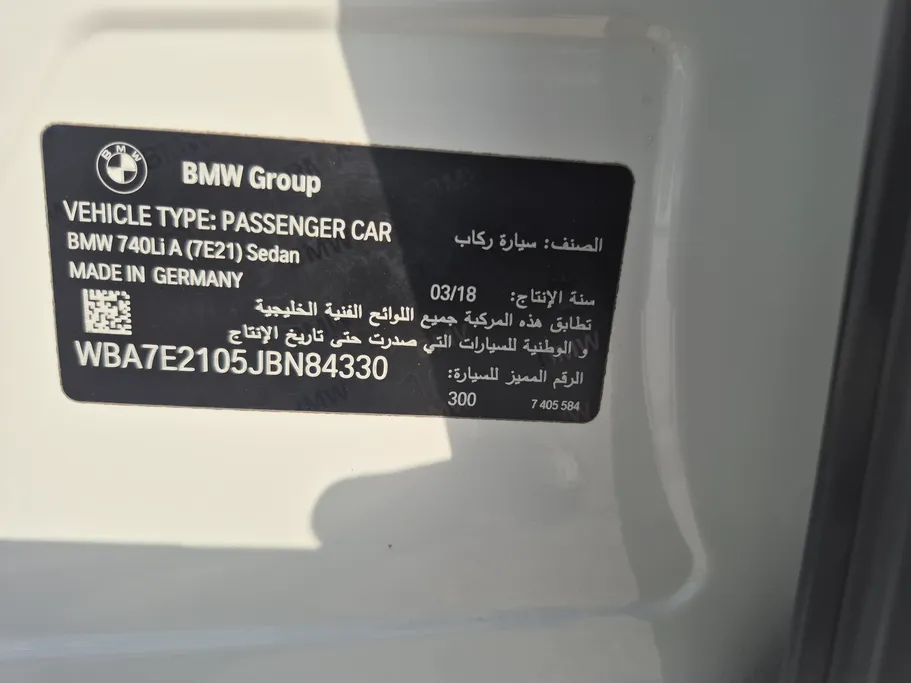 BMW
BMW Group
VEHICLE TYPE: PASSENGER CAR
الصنف: سيارة ركاب
BMW 740Li A (7E21) Sedan
MADE IN GERMANY
سنة الإنتاج: 03/18
تطابق هذه المركبة جميع اللوائح الفنية الخليجية
و الوطنية للسيارات التي صدرت حتى تاريخ الإنتاج
WBA7E2105JBN84330
الرقم المميز للسيارة:
300
7 405 584